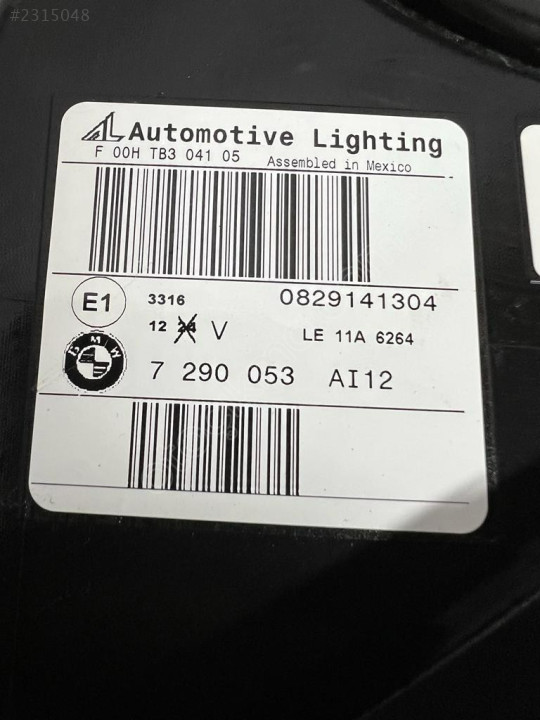 #2315048
AL Automotive Lighting
F 00H TB3 041 05 Assembled in Mexico
E1 3316 0829141304
12 24 V LE 11A 6264
BMW
7 290 053 AI12